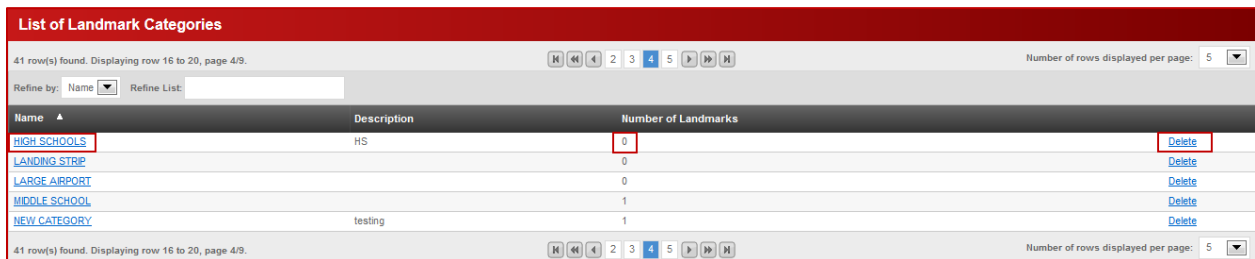 List of Landmark Categories
41 row(s) found. Displaying row 16 to 20, page 4/9. 2 3 4 5 Number of rows displayed per page: 5
Refine by: Name Refine List:
Name Description Number of Landmarks
HIGH SCHOOLS HS 0 Delete
LANDING STRIP 0 Delete
LARGE AIRPORT 0 Delete
MIDDLE SCHOOL 1 Delete
NEW CATEGORY testing 1 Delete
41 row(s) found. Displaying row 16 to 20, page 4/9. 2 3 4 5 Number of rows displayed per page: 5